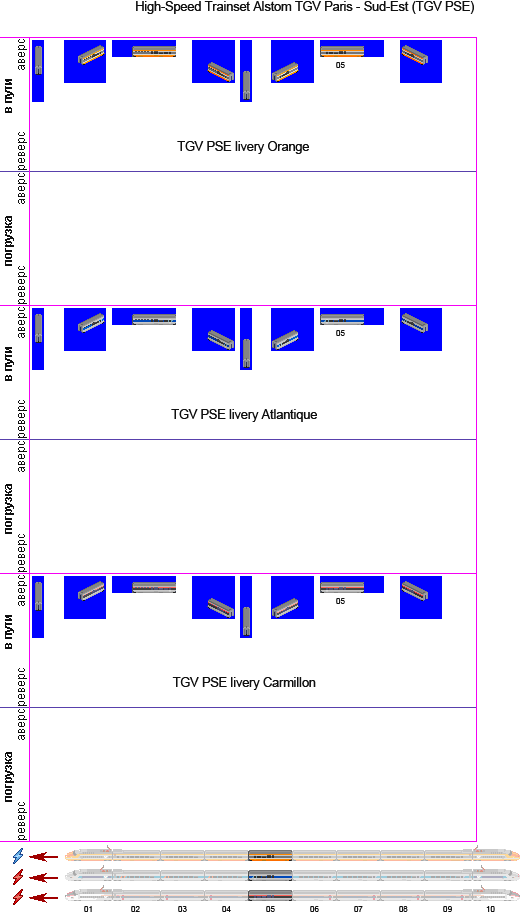 High-Speed Trainset Alstom TGV Paris - Sud-Est (TGV PSE)
аверс
в пути
05
TGV PSE livery Orange
реверс
аверс
погрузка
реверс
аверс
в пути
05
TGV PSE livery Atlantique
реверс
аверс
погрузка
реверс
аверс
в пути
05
TGV PSE livery Carmillon
реверс
аверс
погрузка
реверс
01 02 03 04 05 06 07 08 09 10